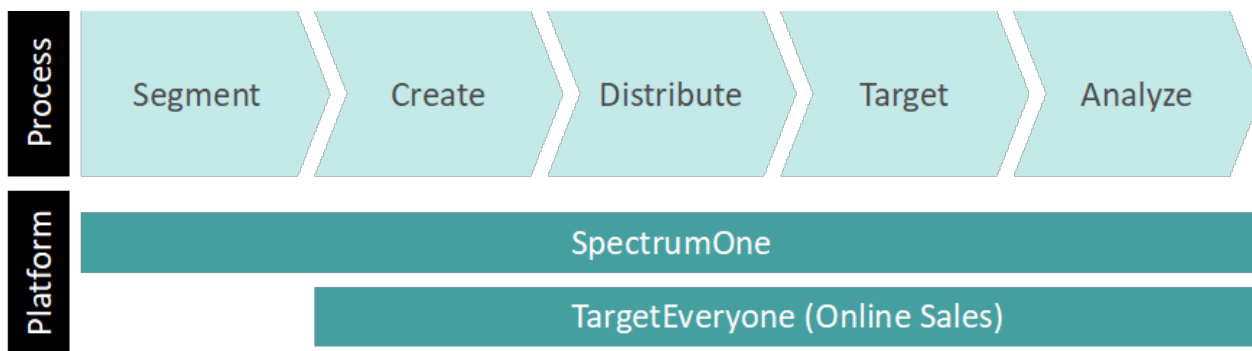 Process
Segment
Create
Distribute
Target
Analyze
Platform
SpectrumOne
TargetEveryone (Online Sales)